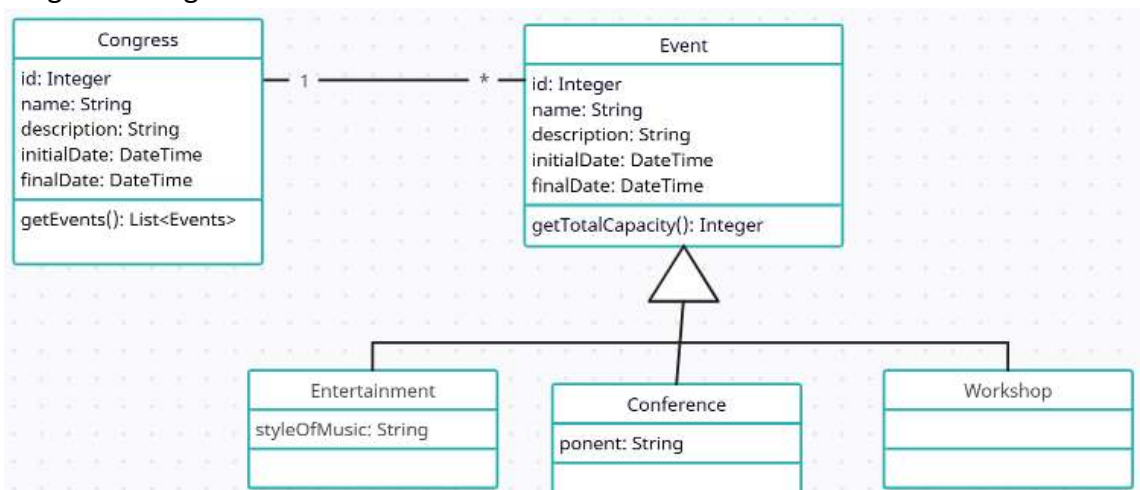 Congress
id: Integer
name: String
description: String
initialDate: DateTime
finalDate: DateTime
getEvents(): List<Events>
1
*
Event
id: Integer
name: String
description: String
initialDate: DateTime
finalDate: DateTime
getTotalCapacity(): Integer
Entertainment
styleOfMusic: String
Conference
ponent: String
Workshop